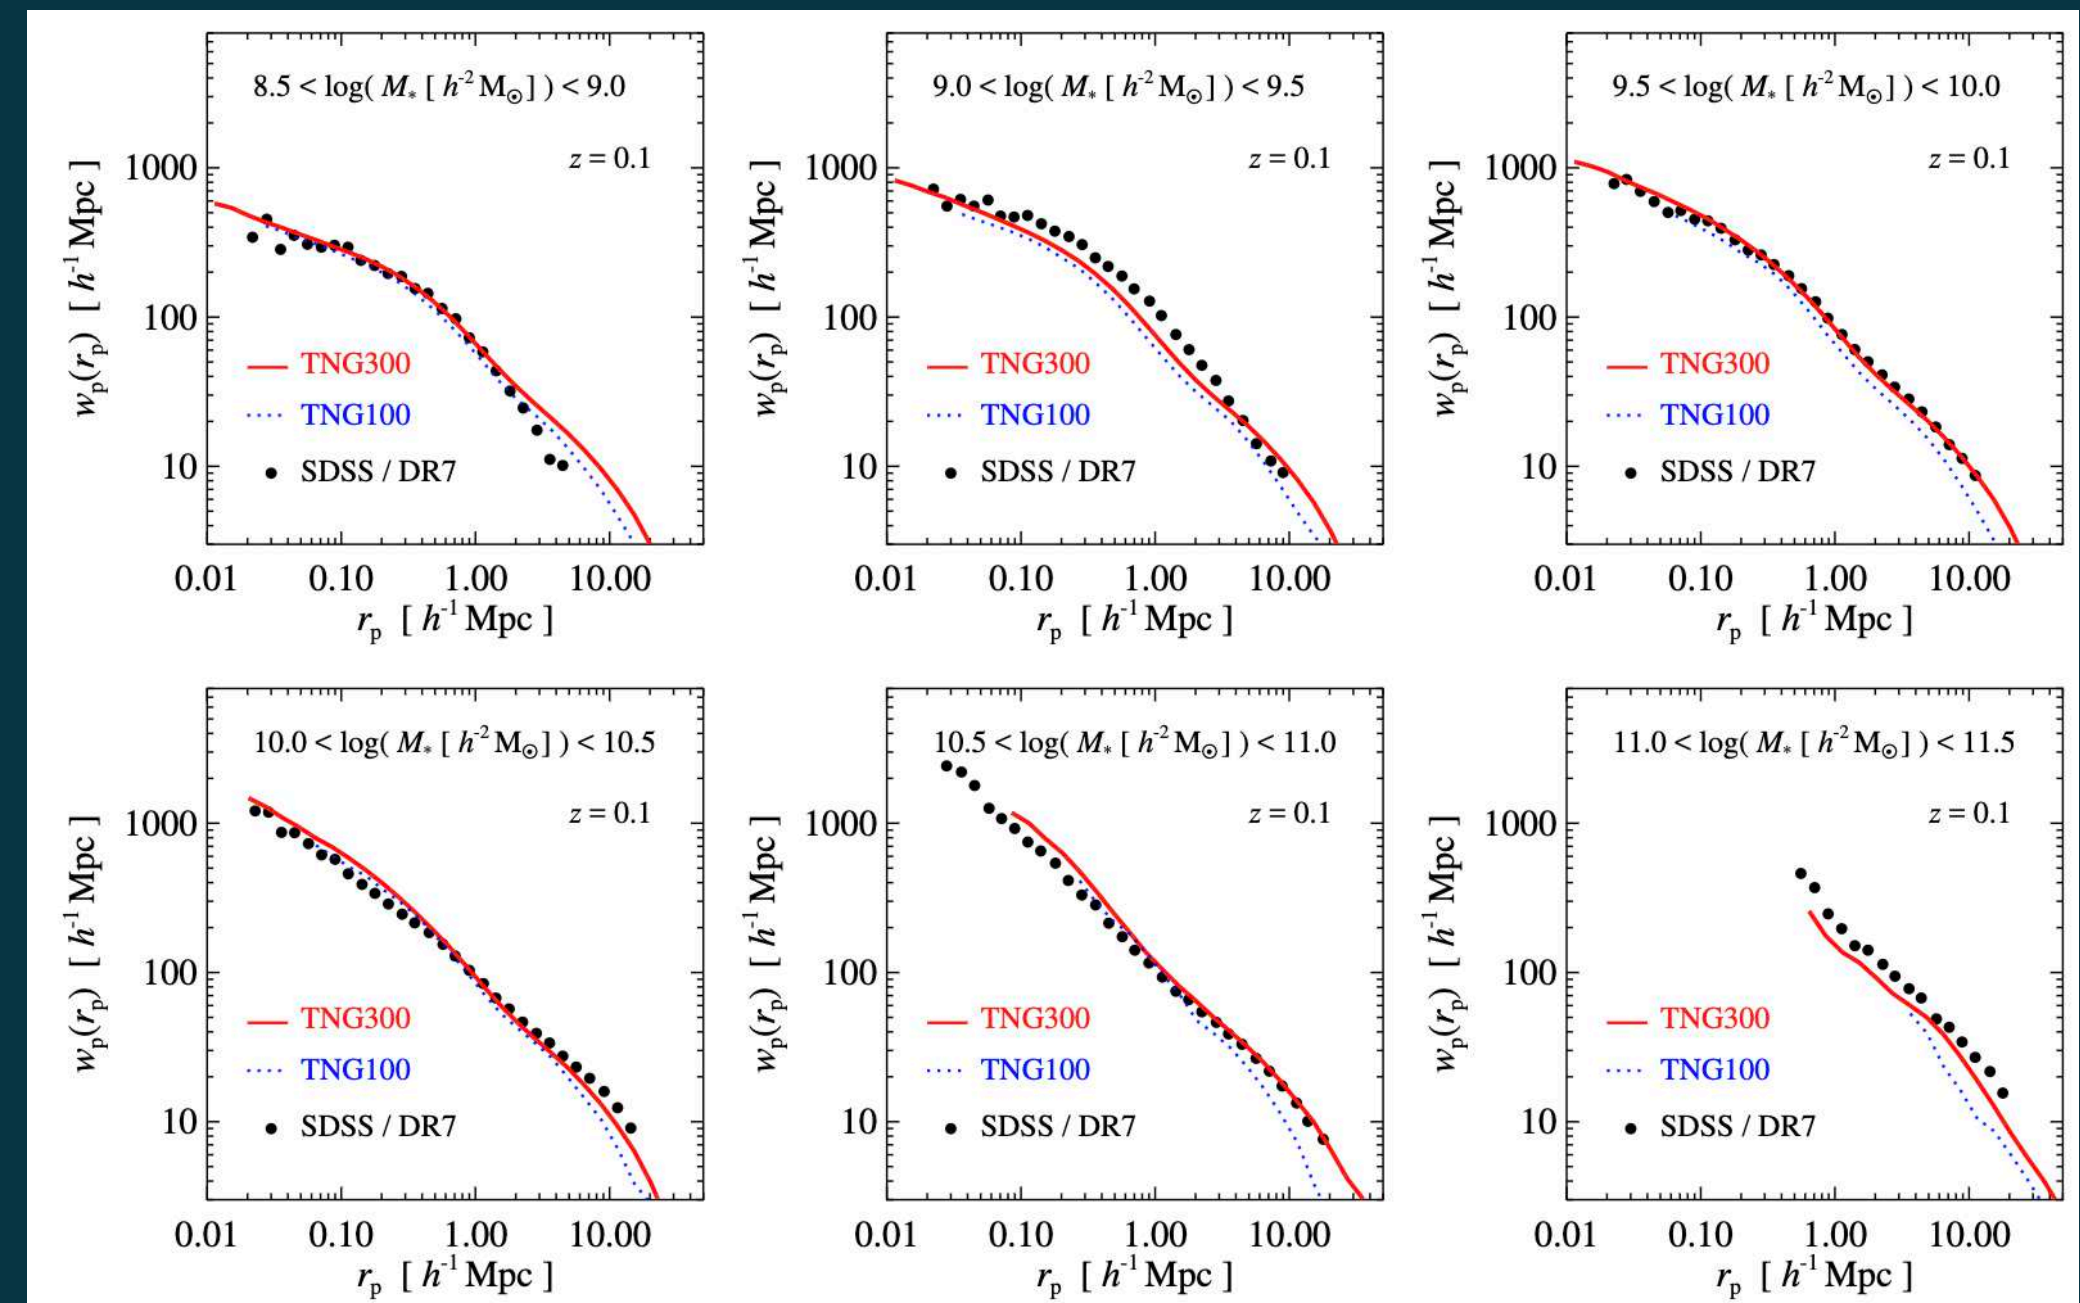 8.5 < log( M* [ h⁻² M☉ ] ) < 9.0
z = 0.1
wₚ(rₚ) [ h⁻¹ Mpc ]
1000
100
10
TNG300
TNG100
SDSS / DR7
0.01 0.10 1.00 10.00
rₚ [ h⁻¹ Mpc ]
9.0 < log( M* [ h⁻² M☉ ] ) < 9.5
z = 0.1
wₚ(rₚ) [ h⁻¹ Mpc ]
1000
100
10
TNG300
TNG100
SDSS / DR7
0.01 0.10 1.00 10.00
rₚ [ h⁻¹ Mpc ]
9.5 < log( M* [ h⁻² M☉ ] ) < 10.0
z = 0.1
wₚ(rₚ) [ h⁻¹ Mpc ]
1000
100
10
TNG300
TNG100
SDSS / DR7
0.01 0.10 1.00 10.00
rₚ [ h⁻¹ Mpc ]
10.0 < log( M* [ h⁻² M☉ ] ) < 10.5
z = 0.1
wₚ(rₚ) [ h⁻¹ Mpc ]
1000
100
10
TNG300
TNG100
SDSS / DR7
0.01 0.10 1.00 10.00
rₚ [ h⁻¹ Mpc ]
10.5 < log( M* [ h⁻² M☉ ] ) < 11.0
z = 0.1
wₚ(rₚ) [ h⁻¹ Mpc ]
1000
100
10
TNG300
TNG100
SDSS / DR7
0.01 0.10 1.00 10.00
rₚ [ h⁻¹ Mpc ]
11.0 < log( M* [ h⁻² M☉ ] ) < 11.5
z = 0.1
wₚ(rₚ) [ h⁻¹ Mpc ]
1000
100
10
TNG300
TNG100
SDSS / DR7
0.01 0.10 1.00 10.00
rₚ [ h⁻¹ Mpc ]